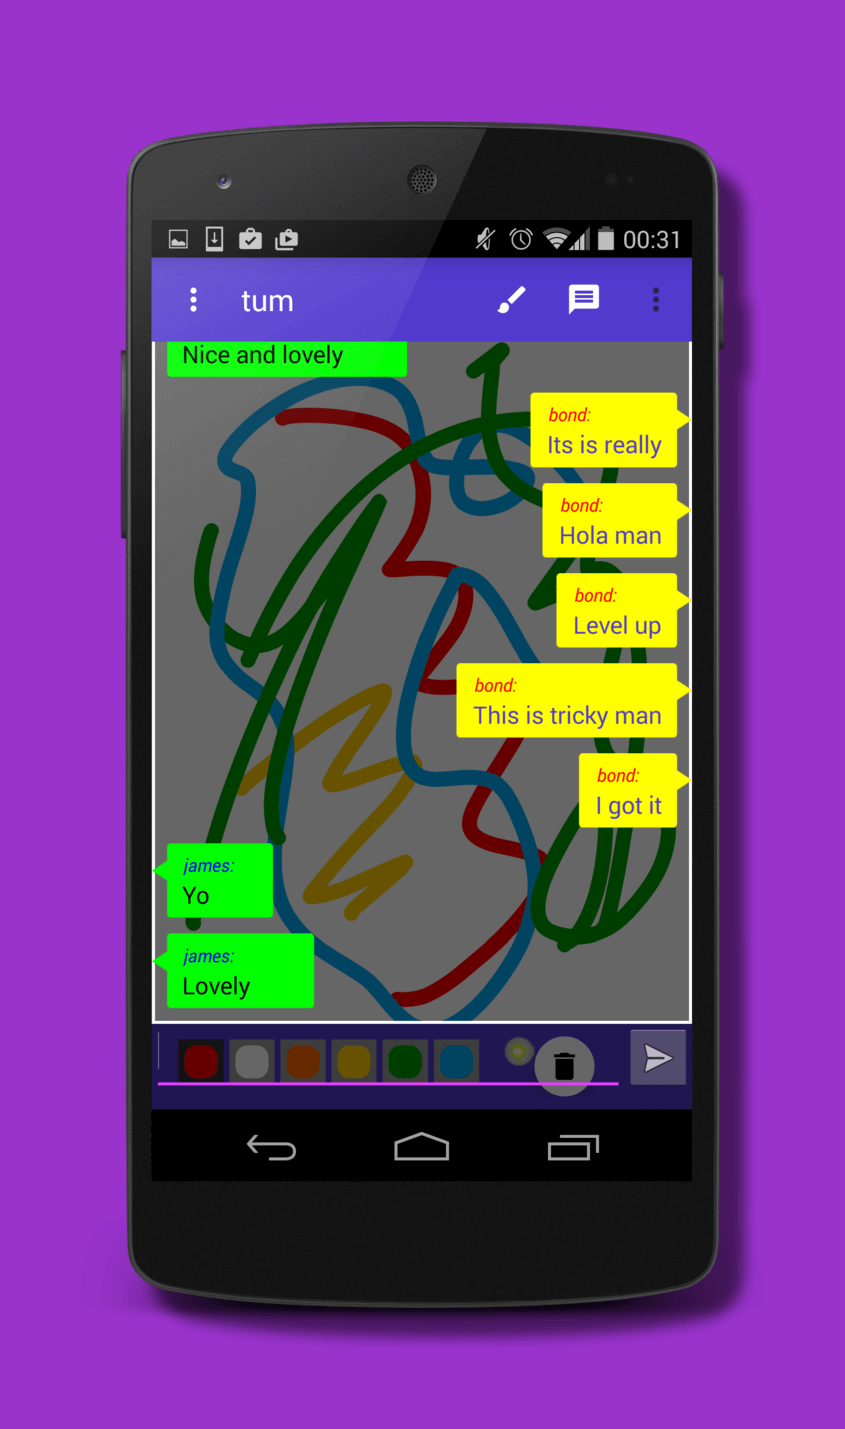 00:31
tum
Nice and lovely
bond:
Its is really
bond:
Hola man
bond:
Level up
bond:
This is tricky man
bond:
I got it
james:
Yo
james:
Lovely